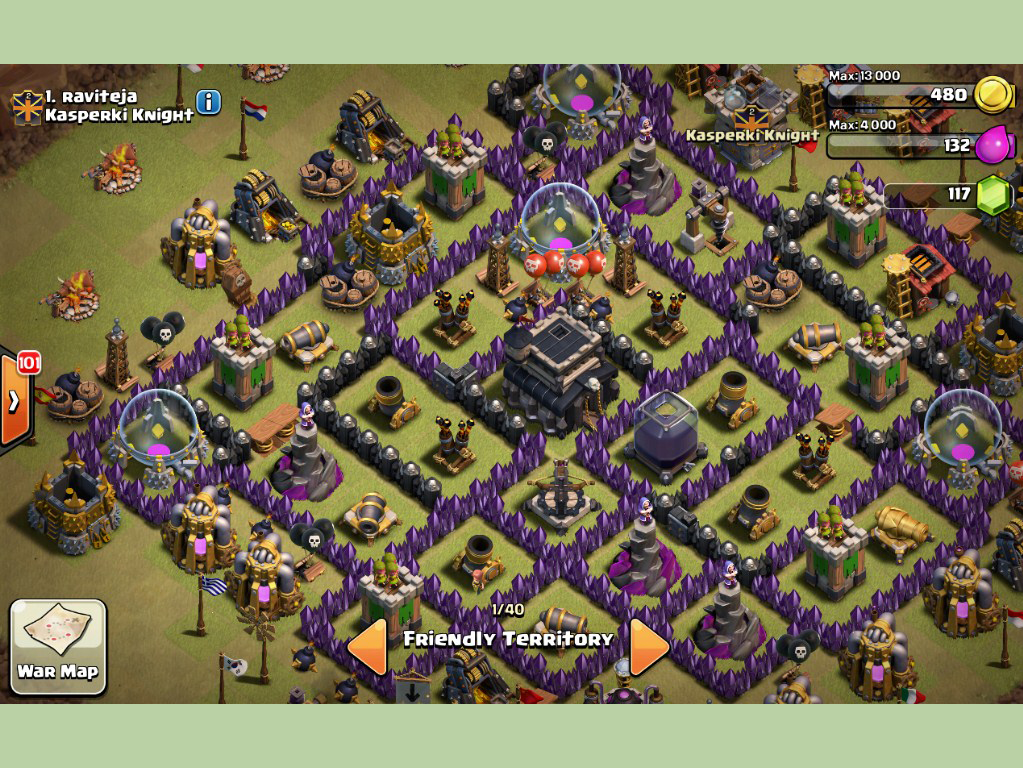 1. raviteja
Kasperki Knight
Max: 13 000
480
Max: 4 000
132
117
2
Kasperki Knight
101
1/40
Friendly Territory
War Map